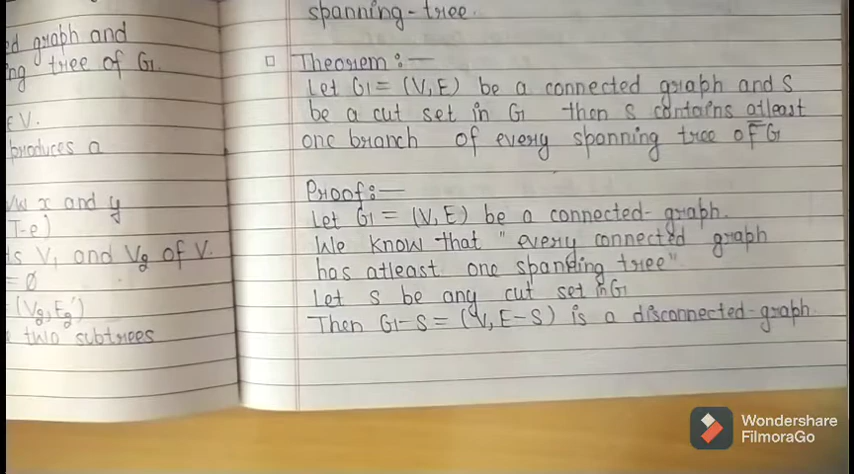 spanning-tree.
ed graph and
ng tree of G.
EV.
produces a
x and y
T-e)
ls V1 and V2 of V.
= Ø
= (V2, E2')
two subtrees
Theorem :—
Let G = (V, E) be a connected graph and S
be a cut set in G then S contains atleast
one branch of every spanning tree of G
Proof :—
Let G = (V, E) be a connected-graph.
We know that "every connected graph
has atleast one spanding tree"
Let S be any cut set in G
Then G-S = (V, E-S) is a disconnected-graph.
Wondershare
FilmoraGo